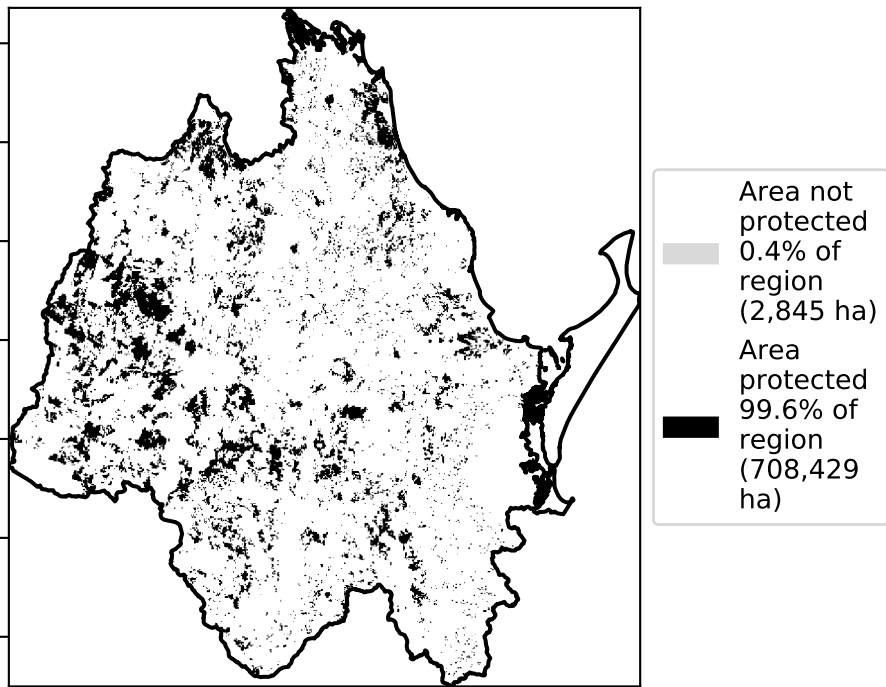 Area not
protected
0.4% of
region
(2,845 ha)
Area
protected
99.6% of
region
(708,429
ha)